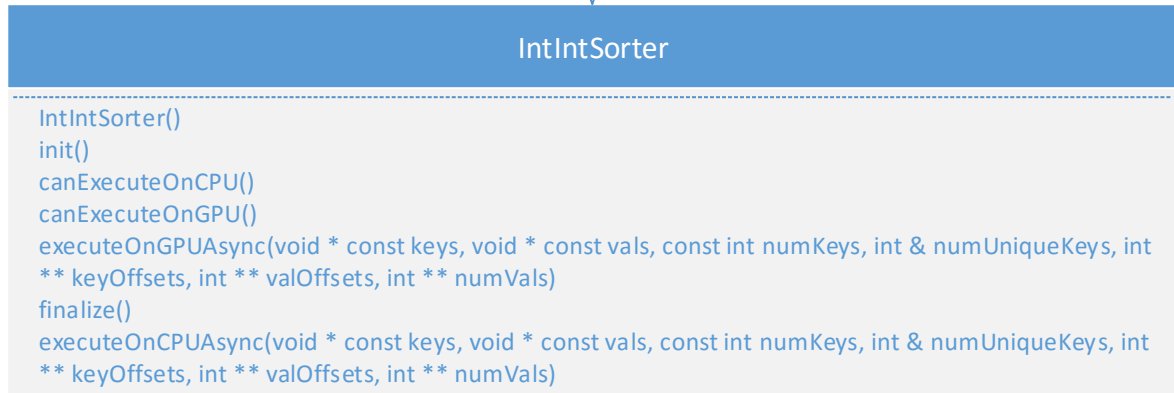 IntIntSorter
IntIntSorter()
init()
canExecuteOnCPU()
canExecuteOnGPU()
executeOnGPUAsync(void * const keys, void * const vals, const int numKeys, int & numUniqueKeys, int
** keyOffsets, int ** valOffsets, int ** numVals)
finalize()
executeOnCPUAsync(void * const keys, void * const vals, const int numKeys, int & numUniqueKeys, int
** keyOffsets, int ** valOffsets, int ** numVals)